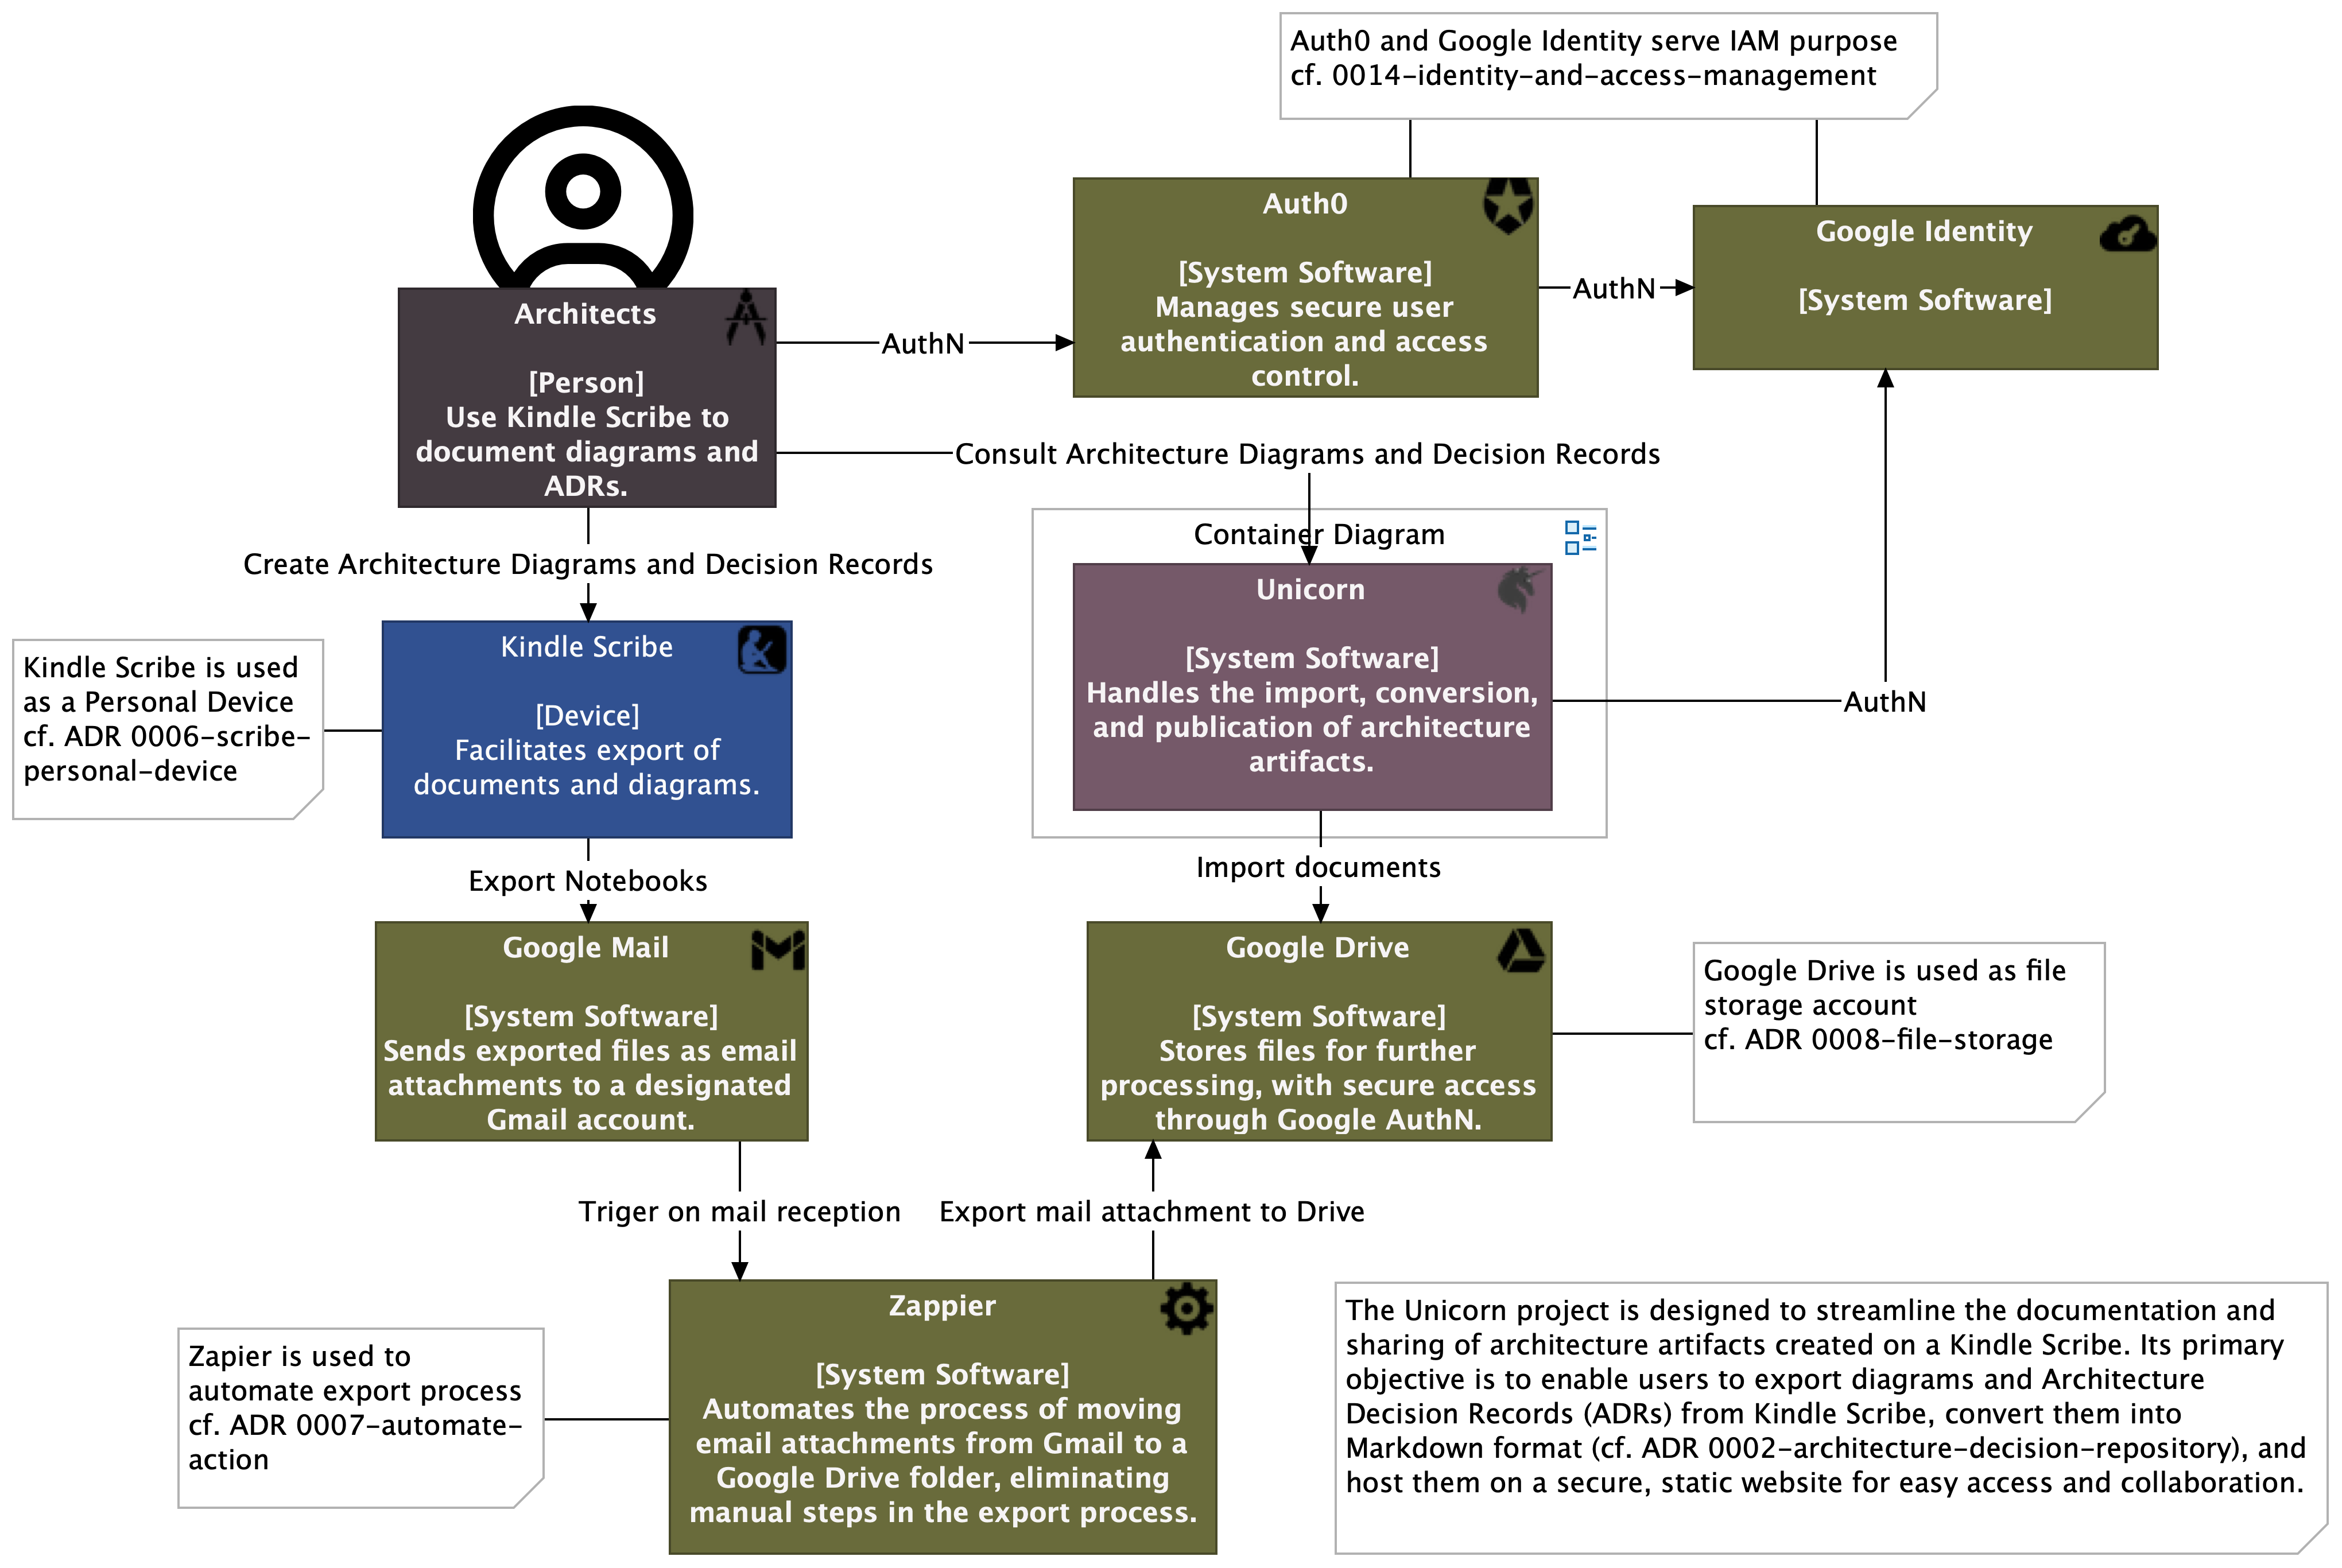 Auth0 and Google Identity serve IAM purpose
cf. 0014-identity-and-access-management
Auth0
[System Software]
Manages secure user
authentication and access
control.
Google Identity
[System Software]
AuthN
Architects
[Person]
Use Kindle Scribe to
document diagrams and
ADRs.
AuthN
Consult Architecture Diagrams and Decision Records
Create Architecture Diagrams and Decision Records
Container Diagram
Unicorn
[System Software]
Handles the import, conversion,
and publication of architecture
artifacts.
AuthN
Kindle Scribe is used
as a Personal Device
cf. ADR 0006-scribe-
personal-device
Kindle Scribe
[Device]
Facilitates export of
documents and diagrams.
Export Notebooks
Import documents
Google Mail
[System Software]
Sends exported files as email
attachments to a designated
Gmail account.
Google Drive
[System Software]
Stores files for further
processing, with secure access
through Google AuthN.
Google Drive is used as file
storage account
cf. ADR 0008-file-storage
Triger on mail reception
Export mail attachment to Drive
Zapier is used to
automate export process
cf. ADR 0007-automate-
action
Zappier
[System Software]
Automates the process of moving
email attachments from Gmail to a
Google Drive folder, eliminating
manual steps in the export process.
The Unicorn project is designed to streamline the documentation and
sharing of architecture artifacts created on a Kindle Scribe. Its primary
objective is to enable users to export diagrams and Architecture
Decision Records (ADRs) from Kindle Scribe, convert them into
Markdown format (cf. ADR 0002-architecture-decision-repository), and
host them on a secure, static website for easy access and collaboration.